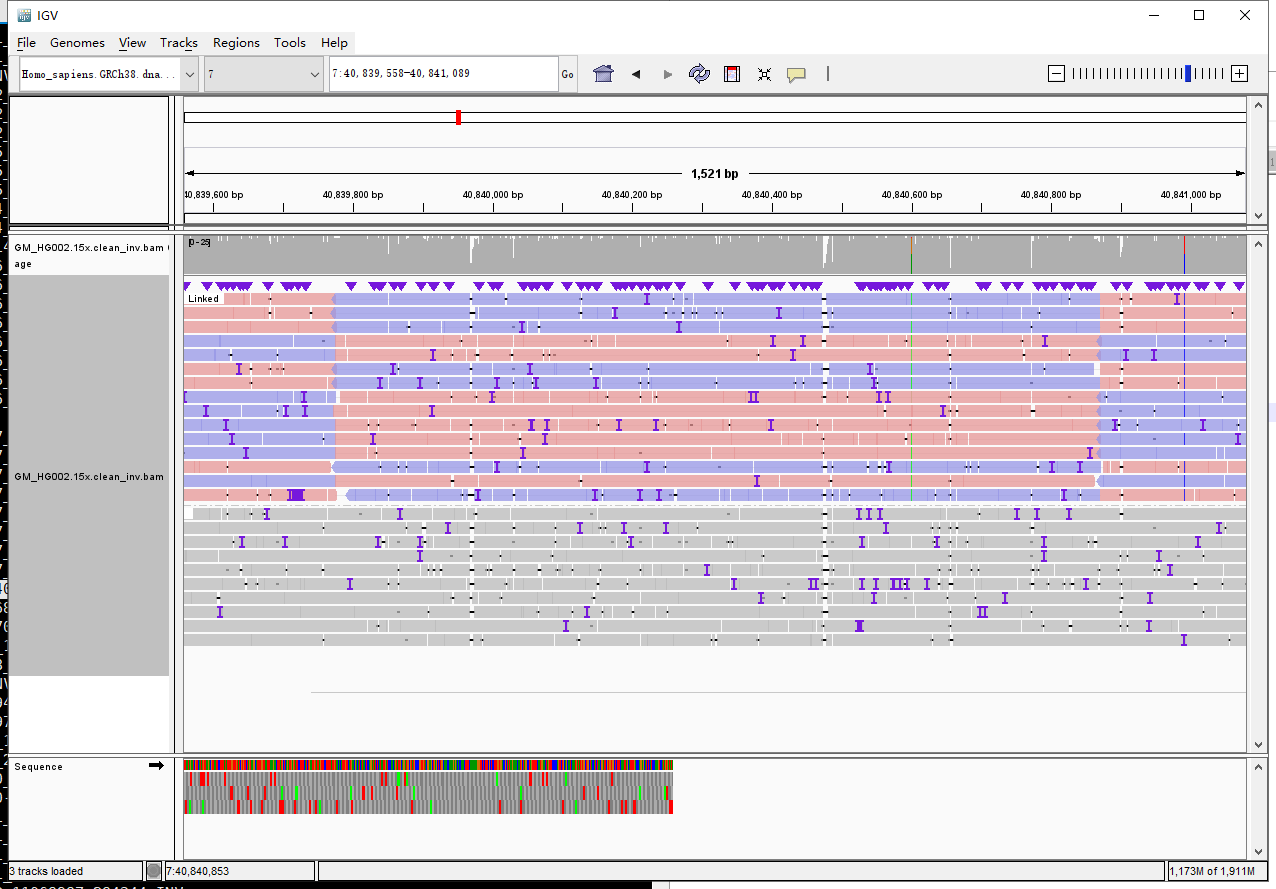 IGV
File Genomes View Tracks Regions Tools Help
Homo_sapiens.GRCh38.dna... 7 7:40,839,558-40,841,089 Go
1,521 bp
40,839,600 bp 40,839,800 bp 40,840,000 bp 40,840,200 bp 40,840,400 bp 40,840,600 bp 40,840,800 bp 40,841,000 bp
GM_HG002.15x.clean_inv.bam
age
[0-25]
Linked
GM_HG002.15x.clean_inv.bam
Sequence
3 tracks loaded 7:40,840,853 1,173M of 1,911M